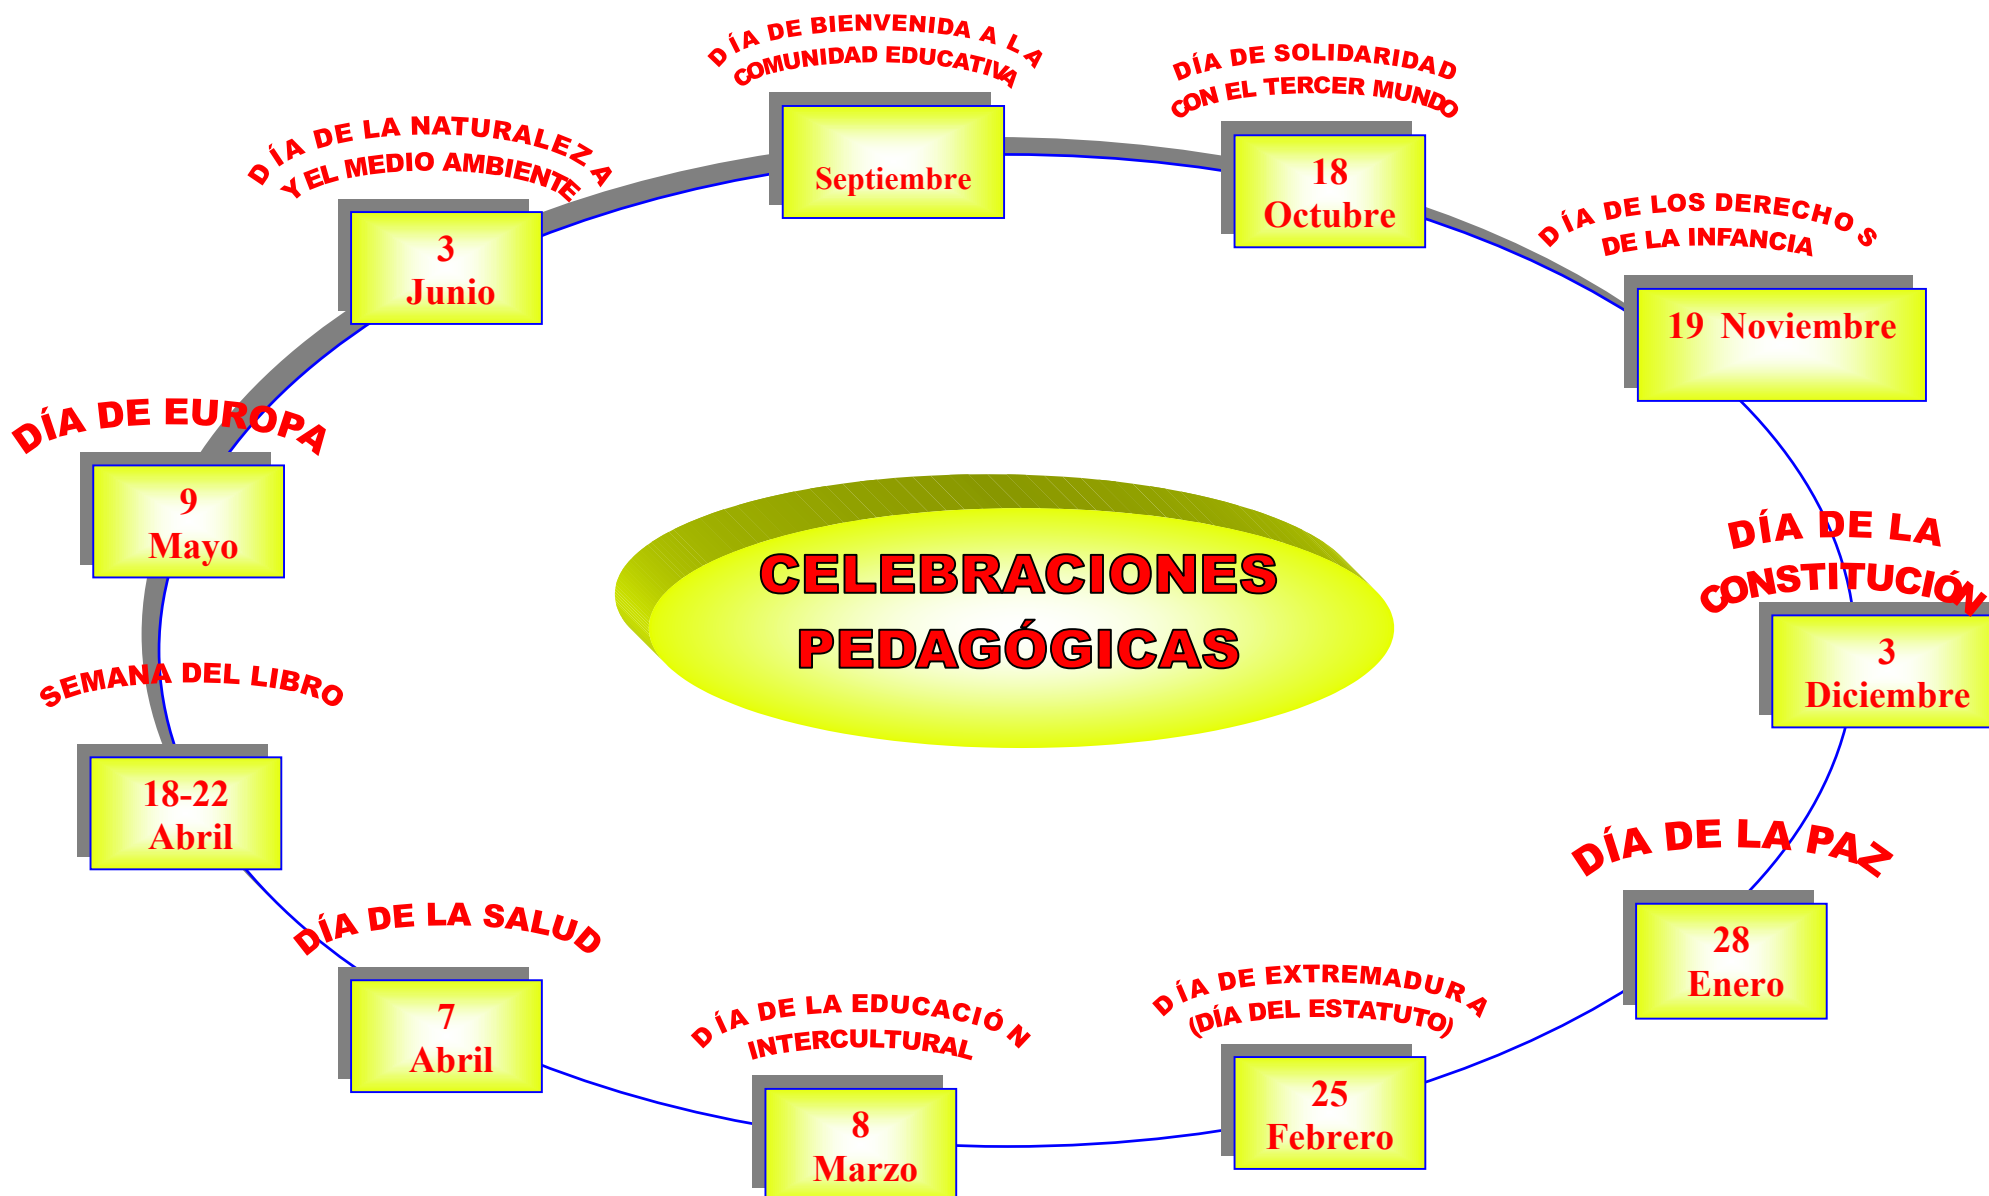 DÍA DE BIENVENIDA A LA
COMUNIDAD EDUCATIVA
Septiembre
DÍA DE SOLIDARIDAD
CON EL TERCER MUNDO
18
Octubre
DÍA DE LOS DERECHOS
DE LA INFANCIA
19 Noviembre
DÍA DE LA
CONSTITUCIÓN
3
Diciembre
DÍA DE LA PAZ
28
Enero
DÍA DE EXTREMADURA
(DÍA DEL ESTATUTO)
25
Febrero
DÍA DE LA EDUCACIÓN
INTERCULTURAL
8
Marzo
DÍA DE LA SALUD
7
Abril
SEMANA DEL LIBRO
18-22
Abril
DÍA DE EUROPA
9
Mayo
DÍA DE LA NATURALEZA
Y EL MEDIO AMBIENTE
3
Junio
CELEBRACIONES
PEDAGÓGICAS